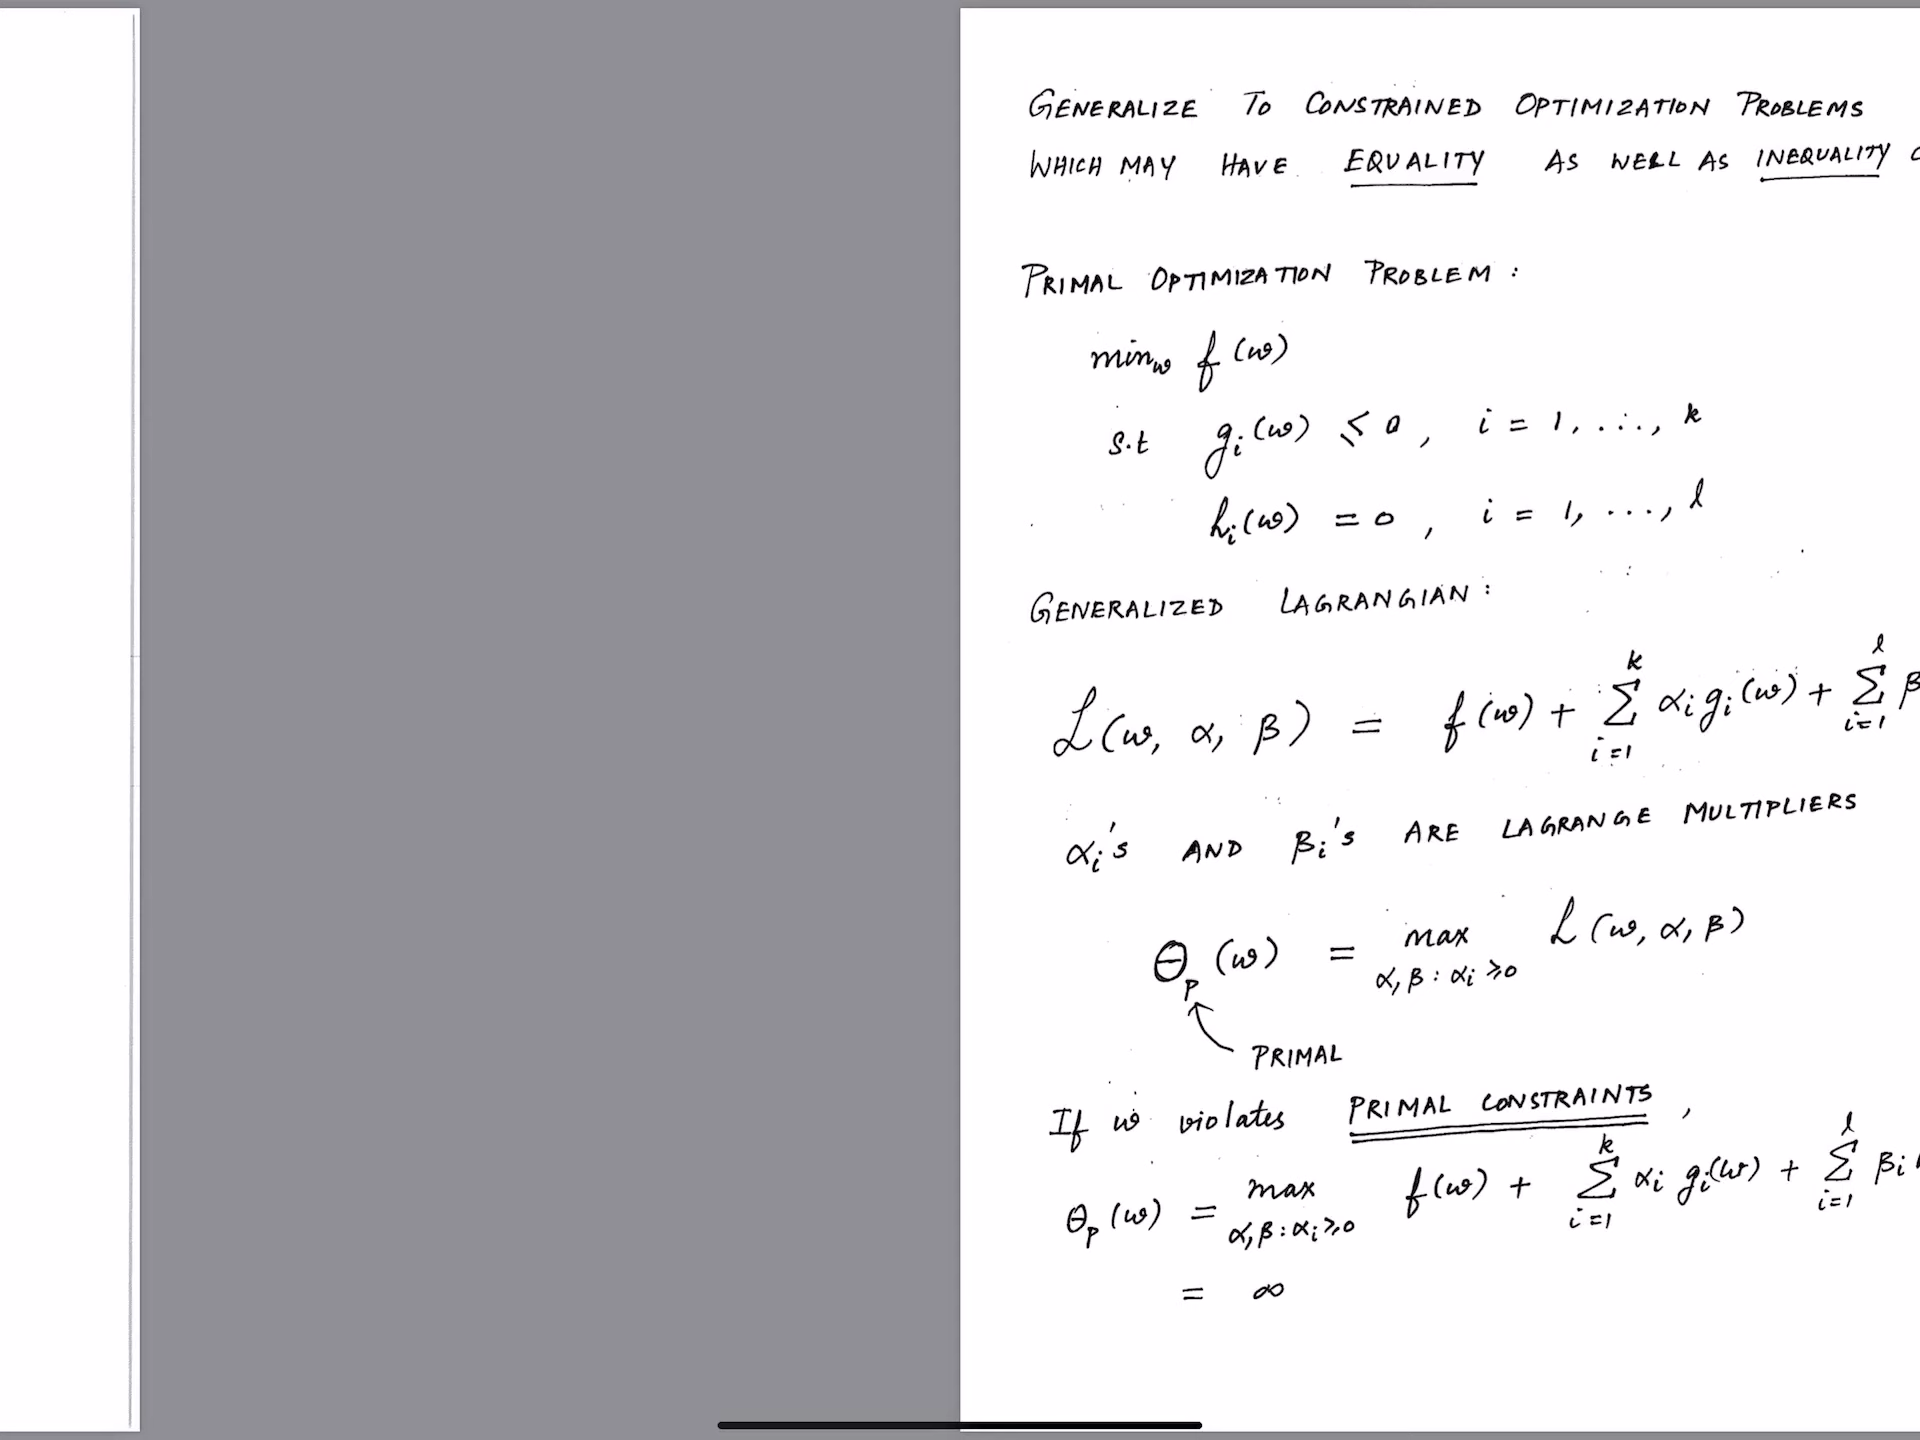 GENERALIZE TO CONSTRAINED OPTIMIZATION PROBLEMS
WHICH MAY HAVE EQUALITY AS WELL AS INEQUALITY
PRIMAL OPTIMIZATION PROBLEM :
min_w f(w)
s.t g_i(w) ≤ 0, i = 1, ..., k
h_i(w) = 0, i = 1, ..., l
GENERALIZED LAGRANGIAN :
L(w, α, β) = f(w) + Σ_{i=1}^{k} α_i g_i(w) + Σ_{i=1}^{l} β
α_i's AND β_i's ARE LAGRANGE MULTIPLIERS
Θ_p(w) = max_{α,β : α_i ≥ 0} L(w, α, β)
PRIMAL
If w violates PRIMAL CONSTRAINTS,
θ_p(w) = max_{α,β : α_i ≥ 0} f(w) + Σ_{i=1}^{k} α_i g_i(w) + Σ_{i=1}^{l} β_i
= ∞